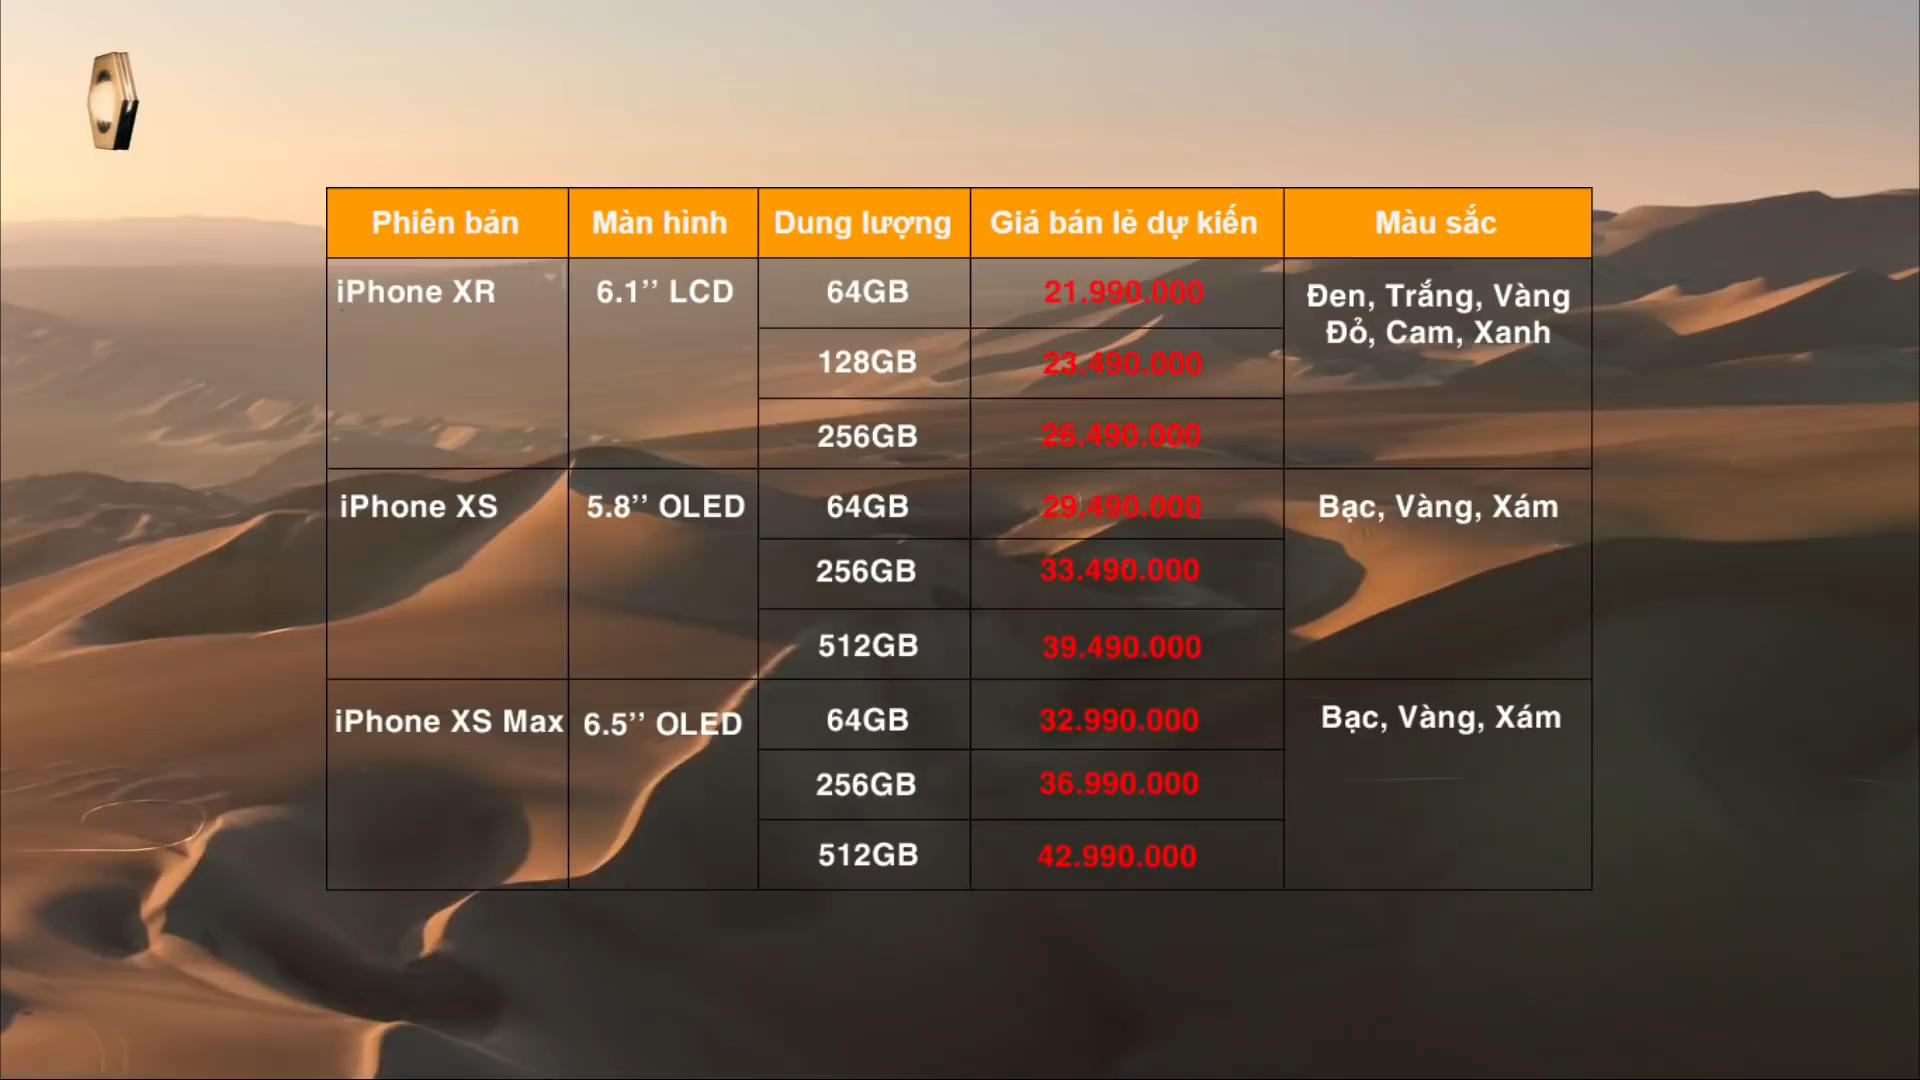 Phiên bản Màn hình Dung lượng Giá bán lẻ dự kiến Màu sắc
iPhone XR 6.1’’ LCD 64GB 21.990.000 Đen, Trắng, Vàng
Đỏ, Cam, Xanh
128GB 23.490.000
256GB 26.490.000
iPhone XS 5.8’’ OLED 64GB 29.490.000 Bạc, Vàng, Xám
256GB 33.490.000
512GB 39.490.000
iPhone XS Max 6.5’’ OLED 64GB 32.990.000 Bạc, Vàng, Xám
256GB 36.990.000
512GB 42.990.000